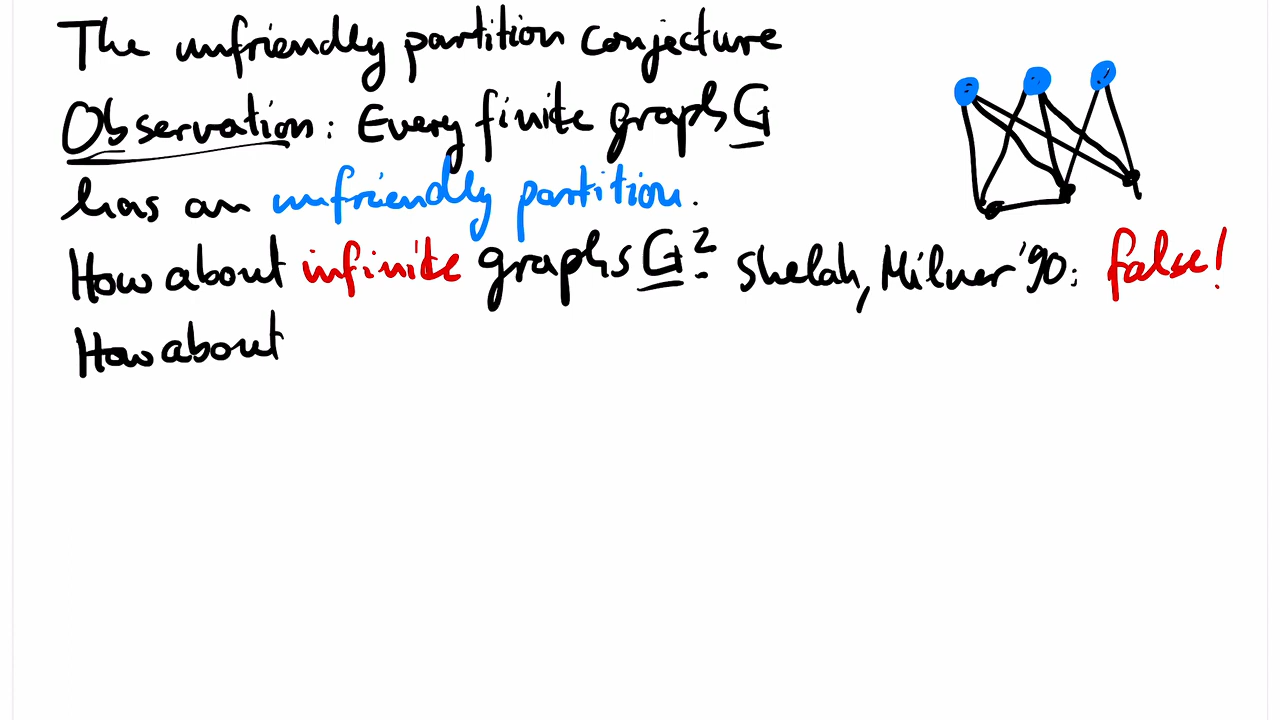 The unfriendly partition conjecture
Observation: Every finite graph G
has an unfriendly partition.
How about infinite graphs G? Shelah, Milner '90: false!
How about